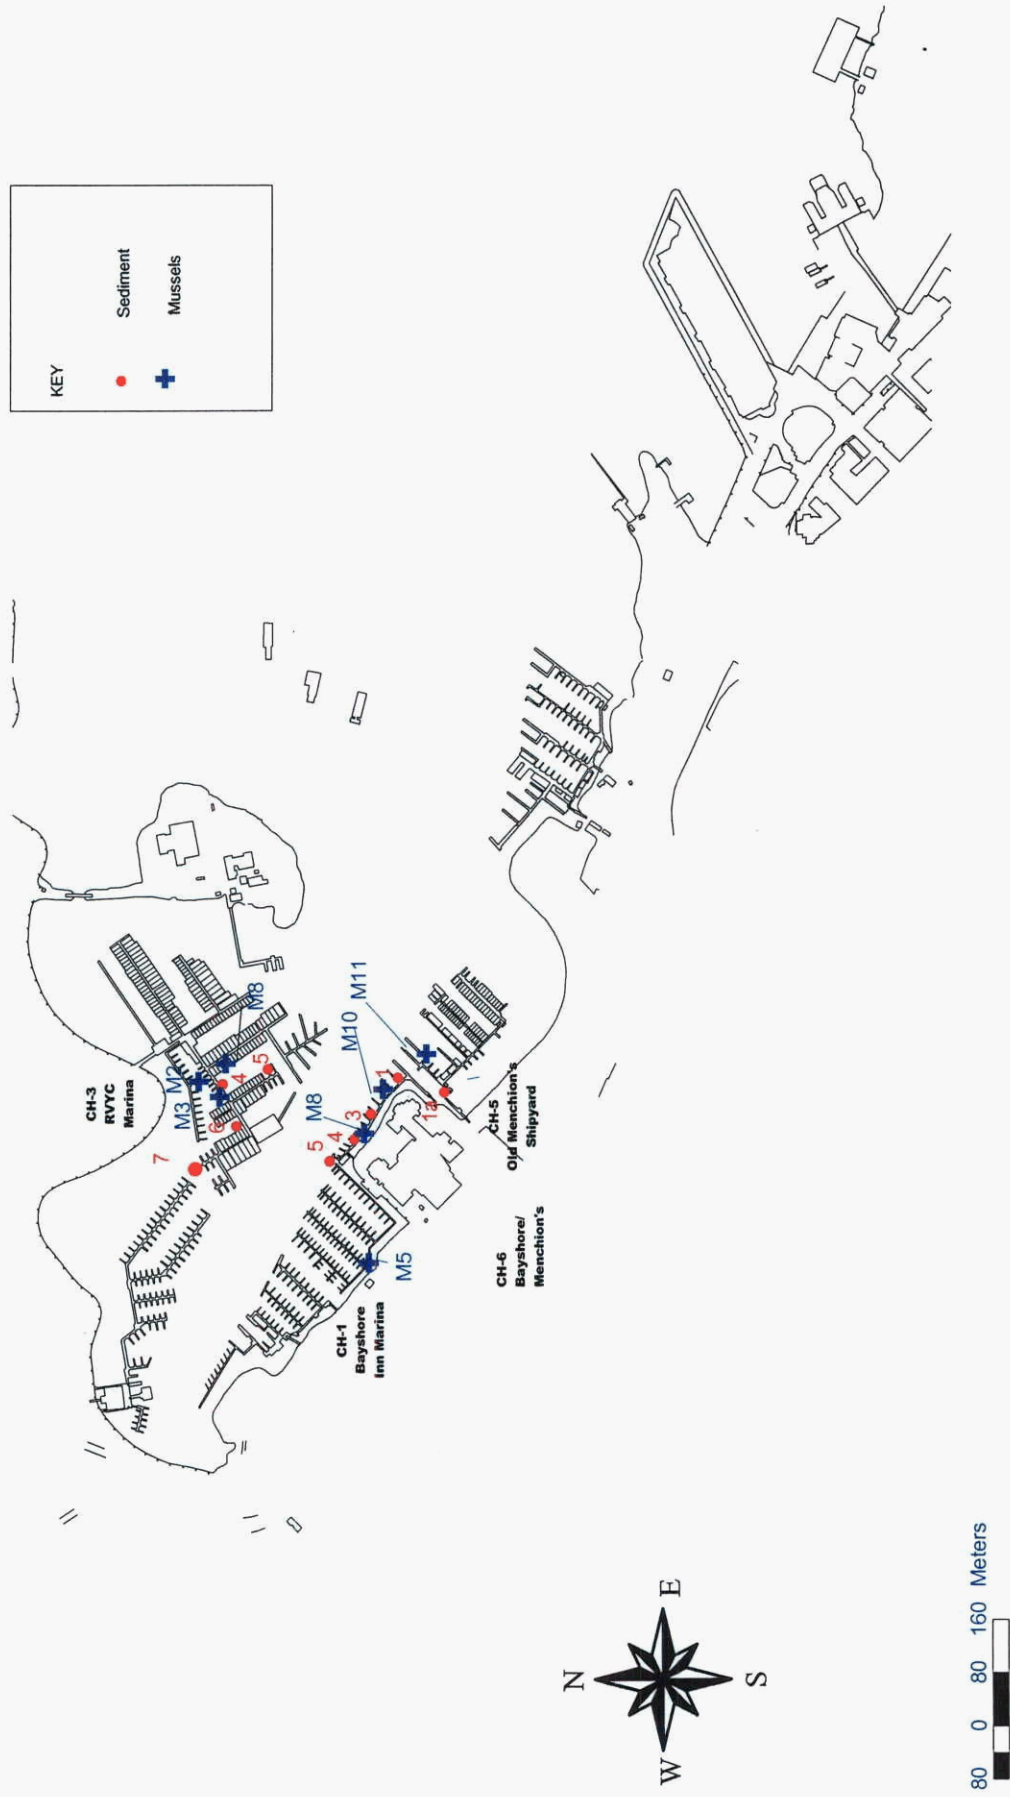 KEY
Sediment
Mussels
CH-3
RVYC
Marina
M2
M3
M8
4
5
6
7
M11
M10
M8
1
3
4
5
1a
CH-5
Old Menchion's
Shipyard
CH-6
Bayshore/
Menchion's
M5
CH-1
Bayshore
Inn Marina
N
W
E
S
80 0 80 160 Meters